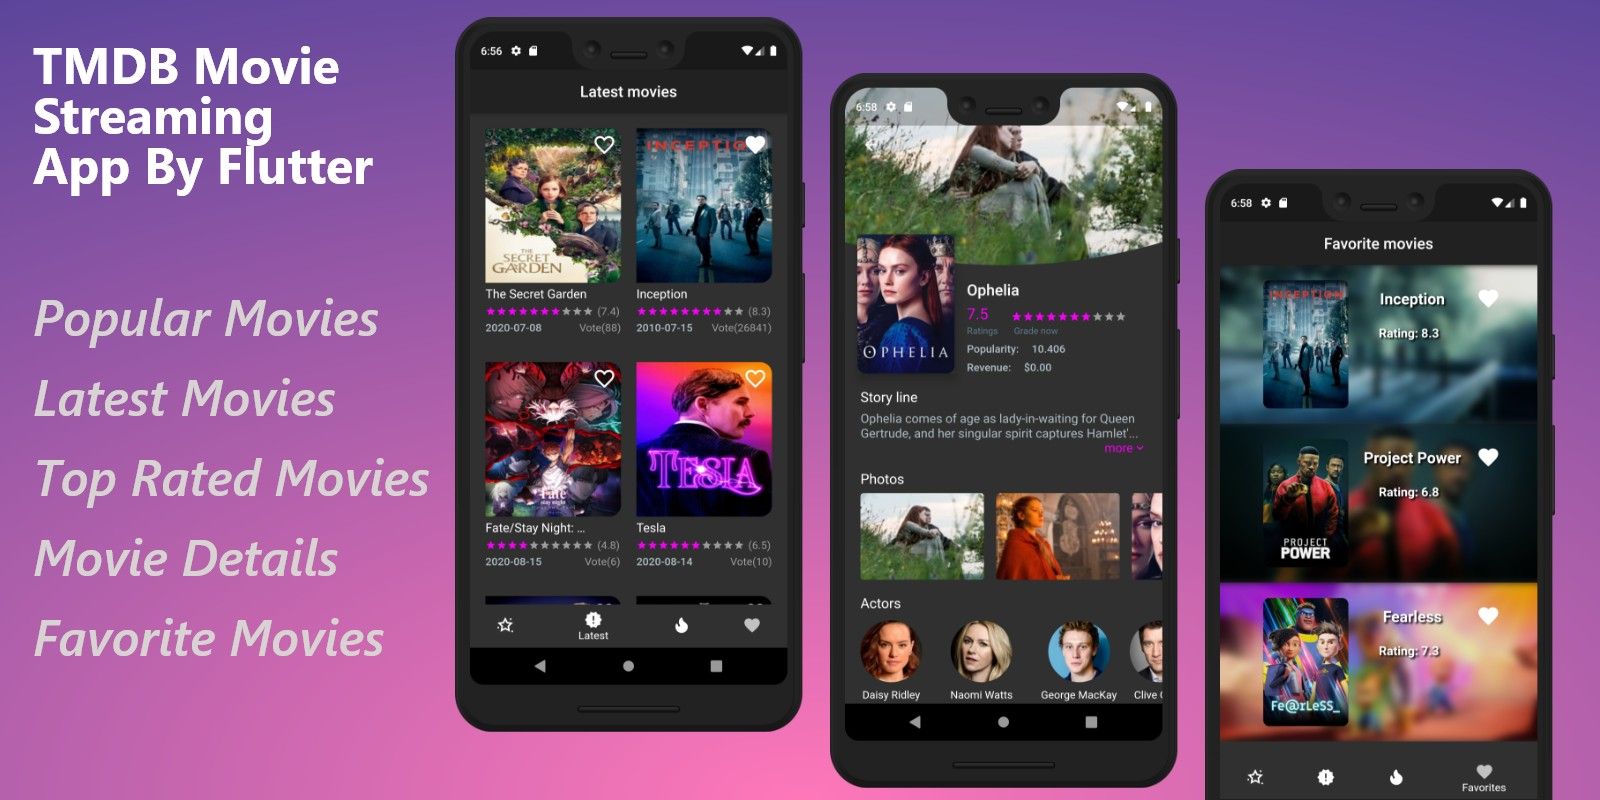 TMDB Movie
Streaming
App By Flutter
Popular Movies
Latest Movies
Top Rated Movies
Movie Details
Favorite Movies
6:56
Latest movies
THE
SECRET
GARDEN
INCEPTION
The Secret Garden
(7.4)
2020-07-08 Vote(88)
Inception
(8.3)
2010-07-15 Vote(26841)
Fate
stay night
TESLA
Fate/Stay Night: ...
(4.8)
2020-08-15 Vote(6)
Tesla
(6.5)
2020-08-14 Vote(10)
Latest
6:58
OPHELIA
Ophelia
7.5
Ratings Grade now
Popularity: 10.406
Revenue: $0.00
Story line
Ophelia comes of age as lady-in-waiting for Queen
Gertrude, and her singular spirit captures Hamlet'...
more
Photos
Actors
Daisy Ridley Naomi Watts George MacKay Clive
6:58
Favorite movies
INCEPTION
Inception
Rating: 8.3
PROJECT
POWER
Project Power
Rating: 6.8
Fe@rLeSS_
Fearless
Rating: 7.3
Favorites